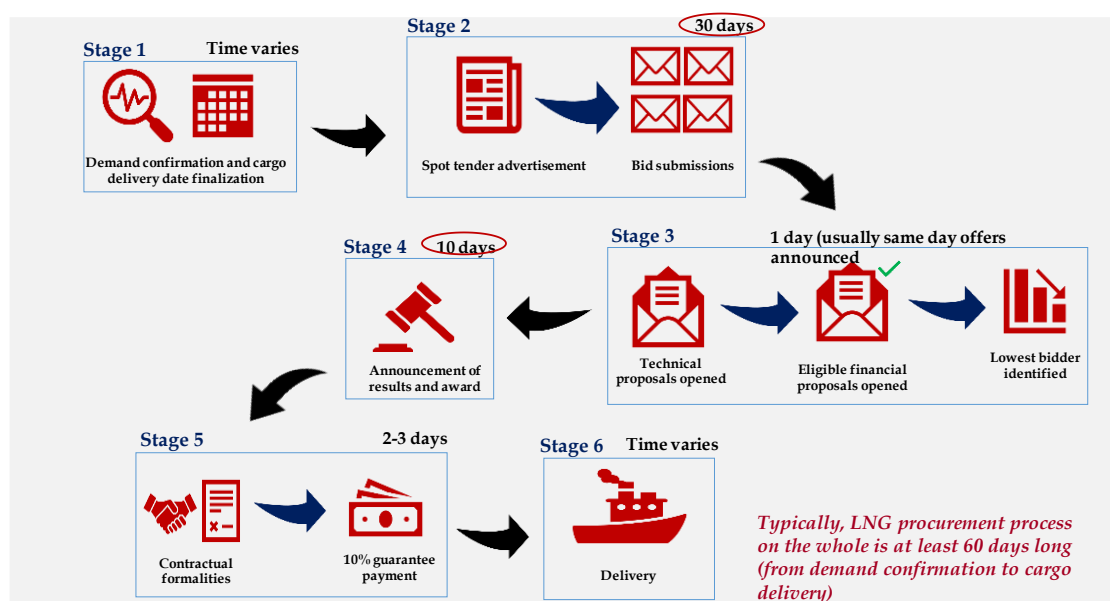 Stage 1
Time varies
Demand confirmation and cargo
delivery date finalization
Stage 2
30 days
Spot tender advertisement
Bid submissions
Stage 3
1 day (usually same day offers
announced
Technical
proposals opened
Eligible financial
proposals opened
Lowest bidder
identified
Stage 4
10 days
Announcement of
results and award
Stage 5
2-3 days
Contractual
formalities
10% guarantee
payment
Stage 6
Time varies
Delivery
Typically, LNG procurement process
on the whole is at least 60 days long
(from demand confirmation to cargo
delivery)